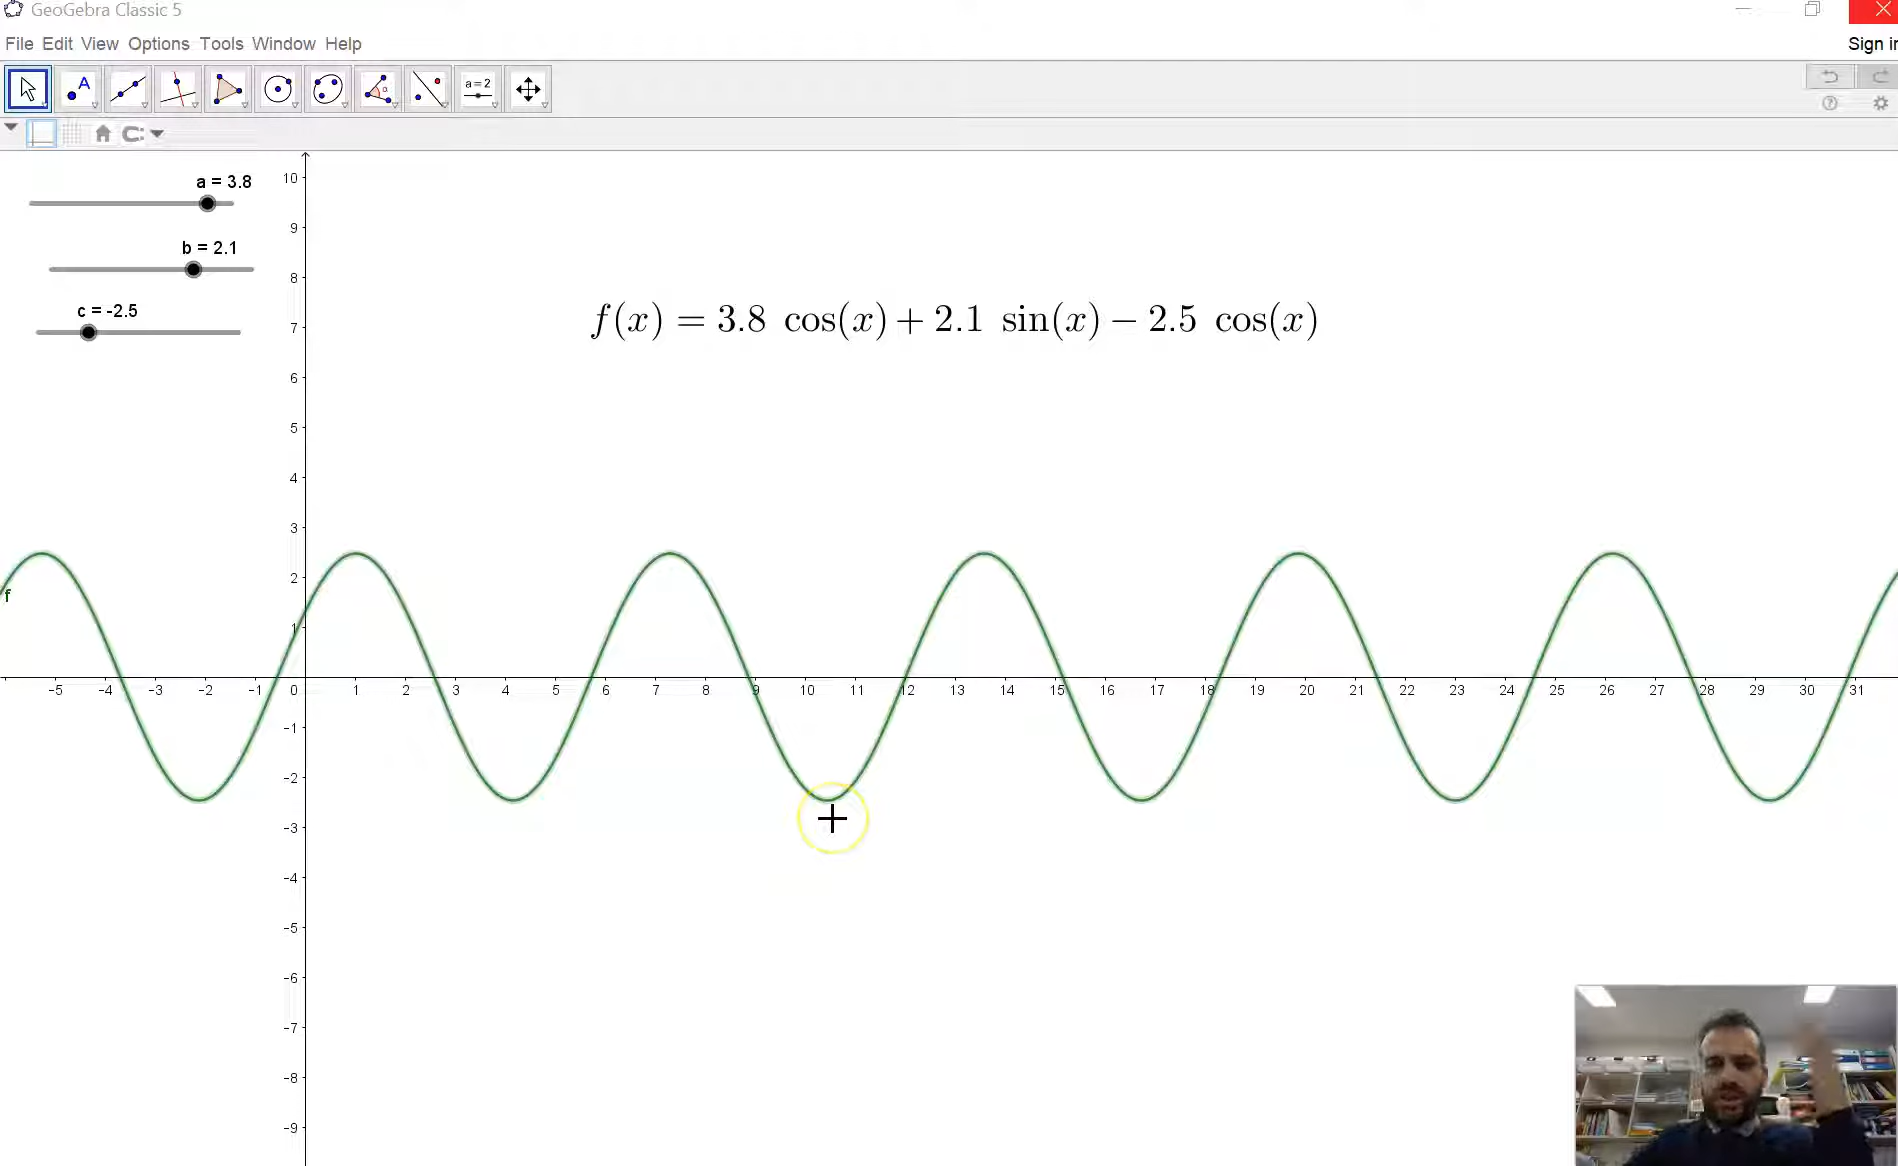 GeoGebra Classic 5
File Edit View Options Tools Window Help
Sign in
A
α
a=2
a = 3.8
b = 2.1
c = -2.5
f(x) = 3.8 cos(x) + 2.1 sin(x) − 2.5 cos(x)
10
9
8
7
6
5
4
3
2
1
f
-5 -4 -3 -2 -1 0 1 2 3 4 5 6 7 8 9 10 11 12 13 14 15 16 17 18 19 20 21 22 23 24 25 26 27 28 29 30 31
-1
-2
-3
-4
-5
-6
-7
-8
-9